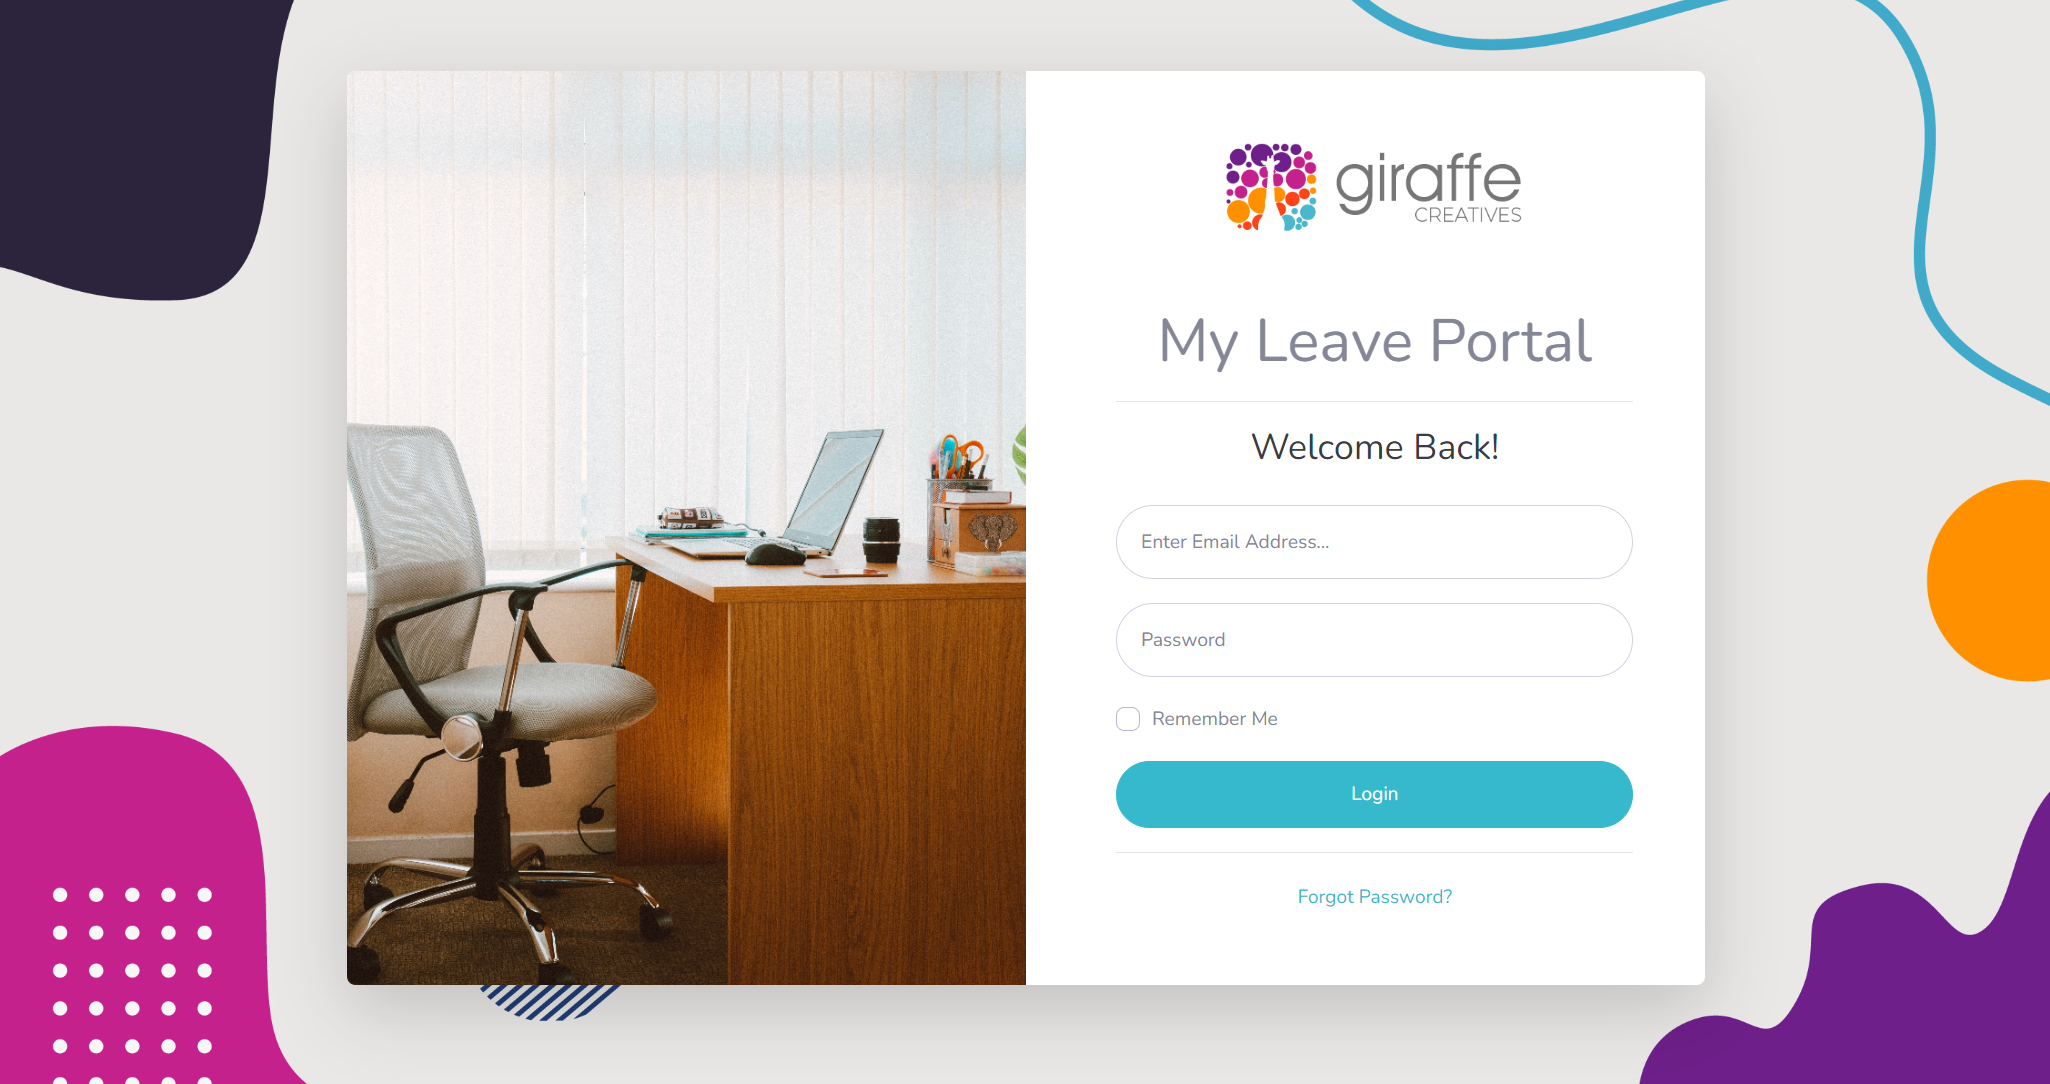 giraffe
CREATIVES
My Leave Portal
Welcome Back!
Enter Email Address...
Password
Remember Me
Login
Forgot Password?